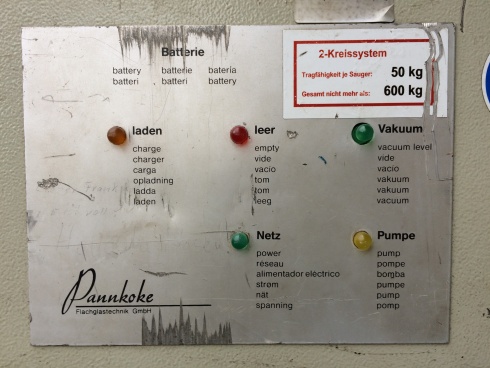 Batterie
battery batterie bateria
batteri batteri battery
2-Kreissystem
Tragfähigkeit je Sauger: 50 kg
Gesamt nicht mehr als: 600 kg
laden
charge
charger
carga
opladning
ladda
laden
leer
empty
vide
vacio
tom
tom
leeg
Vakuum
vacuum level
vide
vacio
vakuum
vakuum
vacuum
Netz
power
réseau
alimentador eléctrico
strøm
nät
spanning
Pumpe
pump
pompe
bomba
pumpe
pump
pomp
Pannkoke
Flachglastechnik GmbH